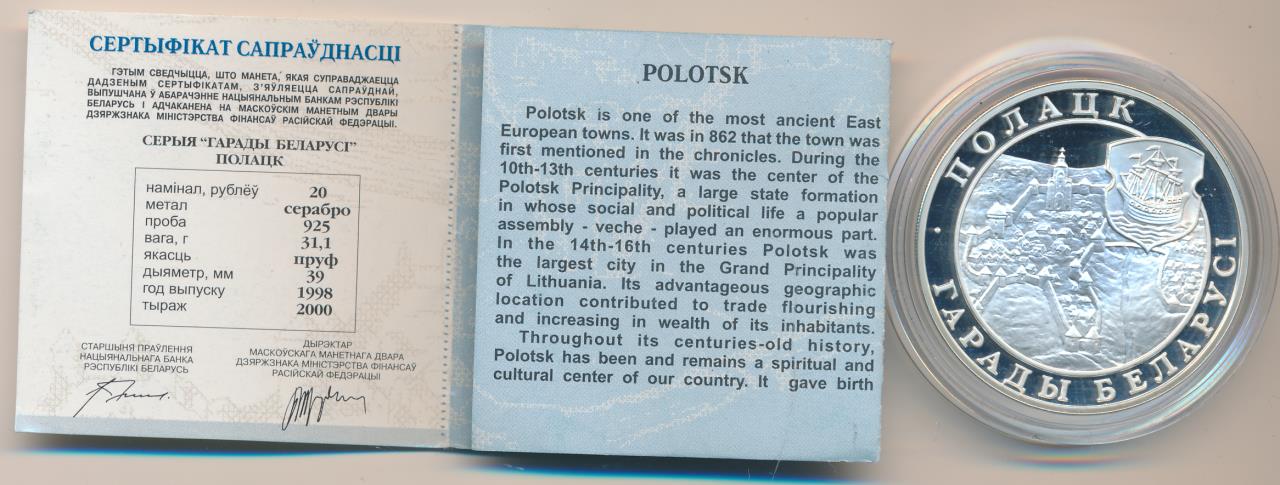 СЕРТЫФІКАТ САПРАЎДНАСЦІ
ГЭТЫМ СВЕДЧЫЦЦА, ШТО МАНЕТА, ЯКАЯ СУПРАВАДЖАЕЦЦА
ДАДЗЕНЫМ СЕРТЫФІКАТАМ, З'ЯЎЛЯЕЦЦА САПРАЎДНАЙ,
ВЫПУШЧАНА Ў АБАРАЧЭННЕ НАЦЫЯНАЛЬНЫМ БАНКАМ РЭСПУБЛІКІ
БЕЛАРУСЬ І АДЧАКАНЕНА НА МАСКОЎСКІМ МАНЕТНЫМ ДВАРЫ
ДЗЯРЖЗНАКА МІНІСТЭРСТВА ФІНАНСАЎ РАСІЙСКАЙ ФЕДЭРАЦЫІ.
СЕРЫЯ "ГАРАДЫ БЕЛАРУСІ"
ПОЛАЦК
намінал, рублёў 20
метал серабро
проба 925
вага, г 31,1
якасць пруф
дыяметр, мм 39
год выпуску 1998
тыраж 2000
СТАРШЫНЯ ПРАЎЛЕННЯ
НАЦЫЯНАЛЬНАГА БАНКА
РЭСПУБЛІКІ БЕЛАРУСЬ
ДЫРЭКТАР
МАСКОЎСКАГА МАНЕТНАГА ДВАРА
ДЗЯРЖЗНАКА МІНІСТЭРСТВА ФІНАНСАЎ
РАСІЙСКАЙ ФЕДЭРАЦЫІ
POLOTSK
Polotsk is one of the most ancient East
European towns. It was in 862 that the town was
first mentioned in the chronicles. During the
10th-13th centuries it was the center of the
Polotsk Principality, a large state formation
in whose social and political life a popular
assembly - veche - played an enormous part.
In the 14th-16th centuries Polotsk was
the largest city in the Grand Principality
of Lithuania. Its advantageous geographic
location contributed to trade flourishing
and increasing in wealth of its inhabitants.
Throughout its centuries-old history,
Polotsk has been and remains a spiritual and
cultural center of our country. It gave birth
ПОЛАЦК
ГАРАДЫ БЕЛАРУСІ